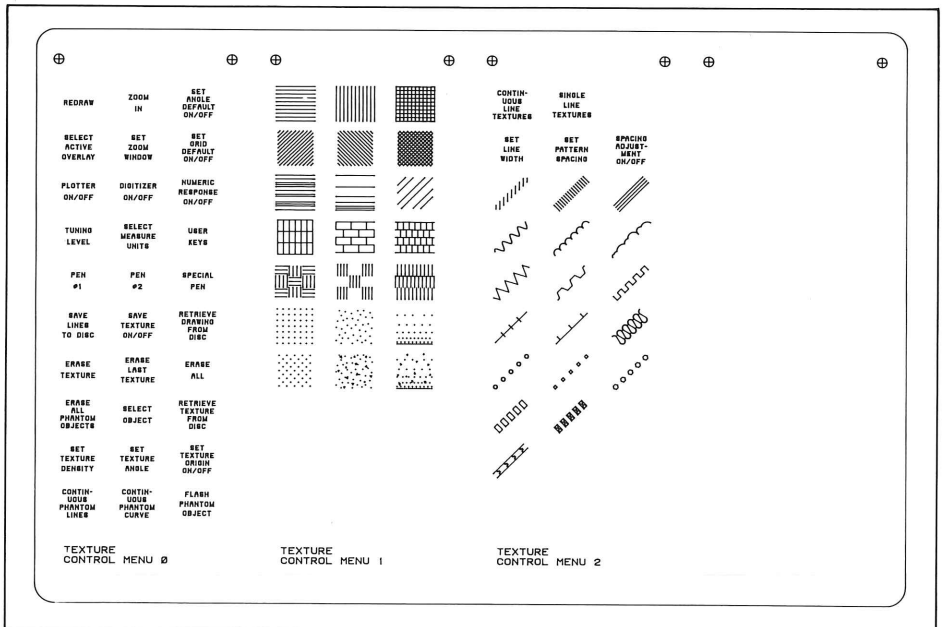 REDRAW
ZOOM
IN
SET
ANGLE
DEFAULT
ON/OFF
SELECT
ACTIVE
OVERLAY
SET
ZOOM
WINDOW
SET
GRID
DEFAULT
ON/OFF
PLOTTER
ON/OFF
DIGITIZER
ON/OFF
NUMERIC
RESPONSE
ON/OFF
TUNING
LEVEL
SELECT
MEASURE
UNITS
USER
KEYS
PEN
#1
PEN
#2
SPECIAL
PEN
SAVE
LINES
TO DISC
SAVE
TEXTURE
ON/OFF
RETRIEVE
DRAWING
FROM
DISC
ERASE
TEXTURE
ERASE
LAST
TEXTURE
ERASE
ALL
ERASE
ALL
PHANTOM
OBJECTS
SELECT
OBJECT
RETRIEVE
TEXTURE
FROM
DISC
SET
TEXTURE
DENSITY
SET
TEXTURE
ANGLE
SET
TEXTURE
ORIGIN
ON/OFF
CONTIN-
UOUS
PHANTOM
LINES
CONTIN-
UOUS
PHANTOM
CURVE
FLASH
PHANTOM
OBJECT
TEXTURE
CONTROL MENU 0
TEXTURE
CONTROL MENU 1
CONTIN-
UOUS
LINE
TEXTURES
SINGLE
LINE
TEXTURES
SET
LINE
WIDTH
SET
PATTERN
SPACING
SPACING
ADJUST-
MENT
ON/OFF
TEXTURE
CONTROL MENU 2